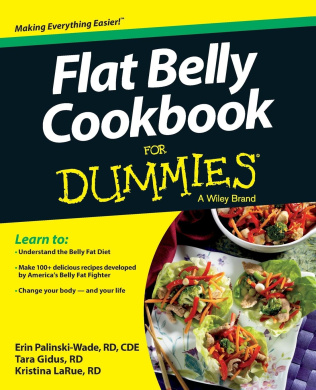 Making Everything Easier!™
Flat Belly
Cookbook
FOR
DUMMIES®
A Wiley Brand
Learn to:
• Understand the Belly Fat Diet
• Make 100+ delicious recipes developed
by America's Belly Fat Fighter
• Change your body — and your life
Erin Palinski-Wade, RD, CDE
Tara Gidus, RD
Kristina LaRue, RD